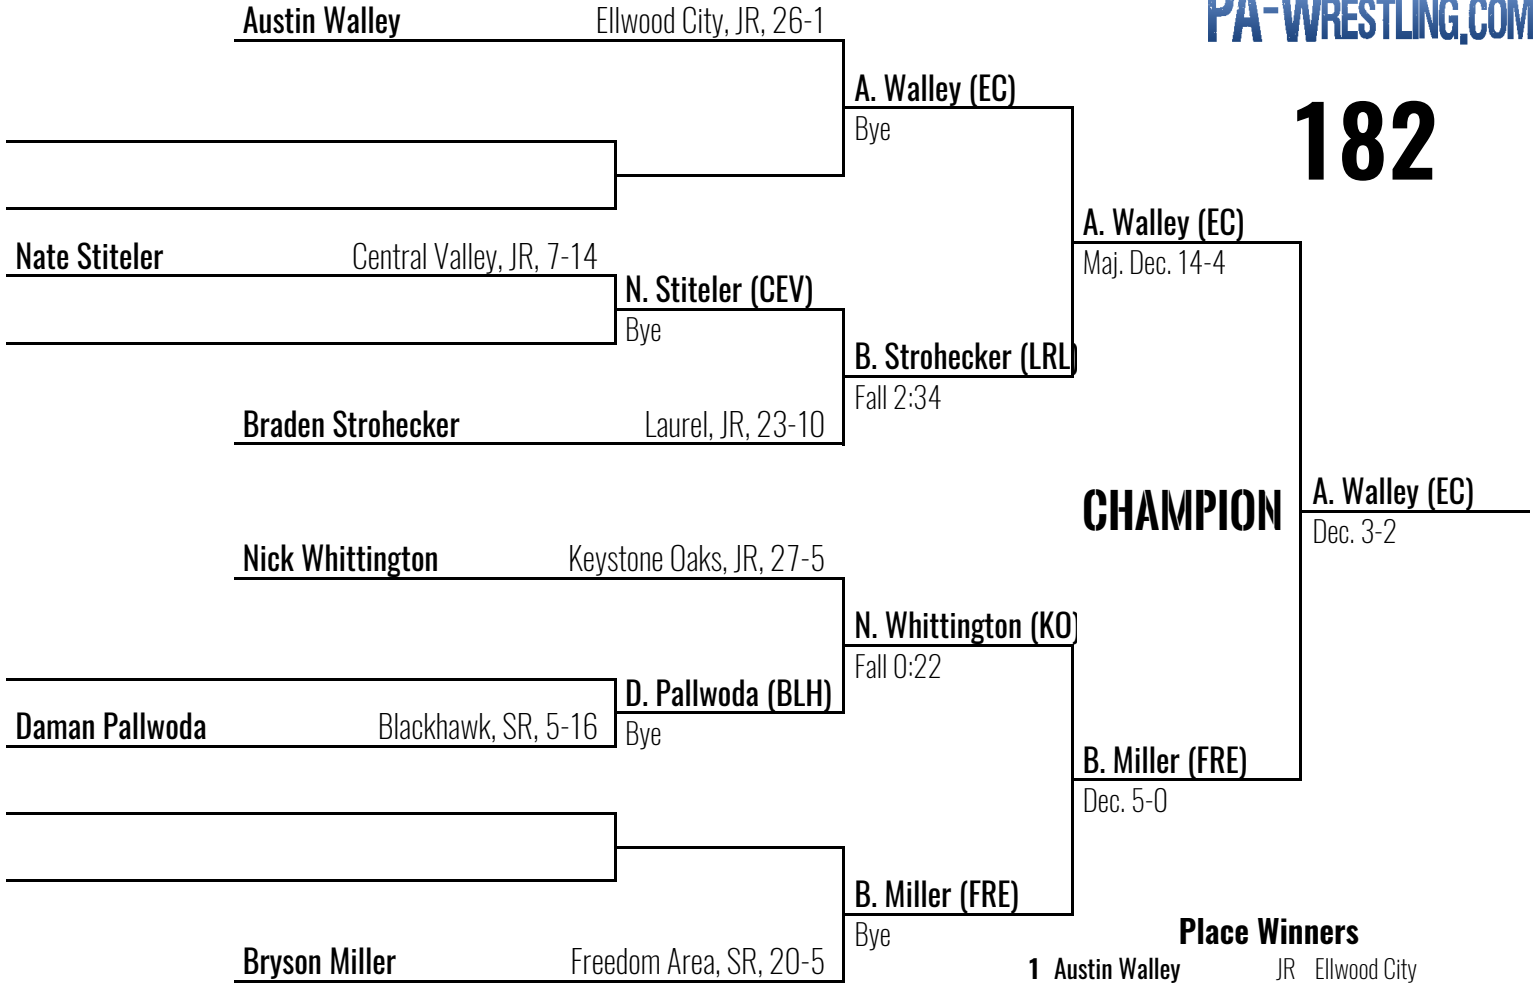 Austin Walley Ellwood City, JR, 26-1
PA-WRESTLING.COM
A. Walley (EC)
Bye
182
A. Walley (EC)
Maj. Dec. 14-4
Nate Stiteler Central Valley, JR, 7-14
N. Stiteler (CEV)
Bye
B. Strohecker (LRL)
Fall 2:34
Braden Strohecker Laurel, JR, 23-10
CHAMPION
A. Walley (EC)
Dec. 3-2
Nick Whittington Keystone Oaks, JR, 27-5
N. Whittington (KO)
Fall 0:22
D. Pallwoda (BLH)
Daman Pallwoda Blackhawk, SR, 5-16
Bye
B. Miller (FRE)
Dec. 5-0
B. Miller (FRE)
Bye
Place Winners
Bryson Miller Freedom Area, SR, 20-5
1 Austin Walley JR Ellwood City